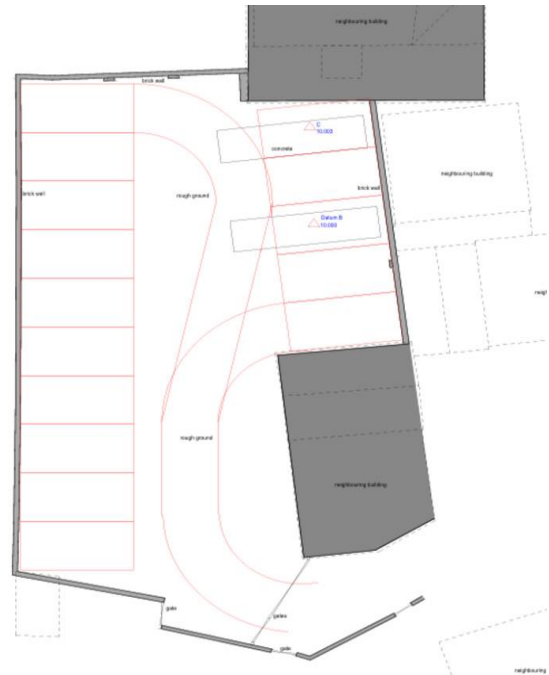 neighbouring building
brick wall
C
10.003
concrete
neighbouring building
brick wall
brick wall
rough ground
Datum B
10.000
neigh
rough ground
neighbouring building
gate
gates
gate
neighbouring